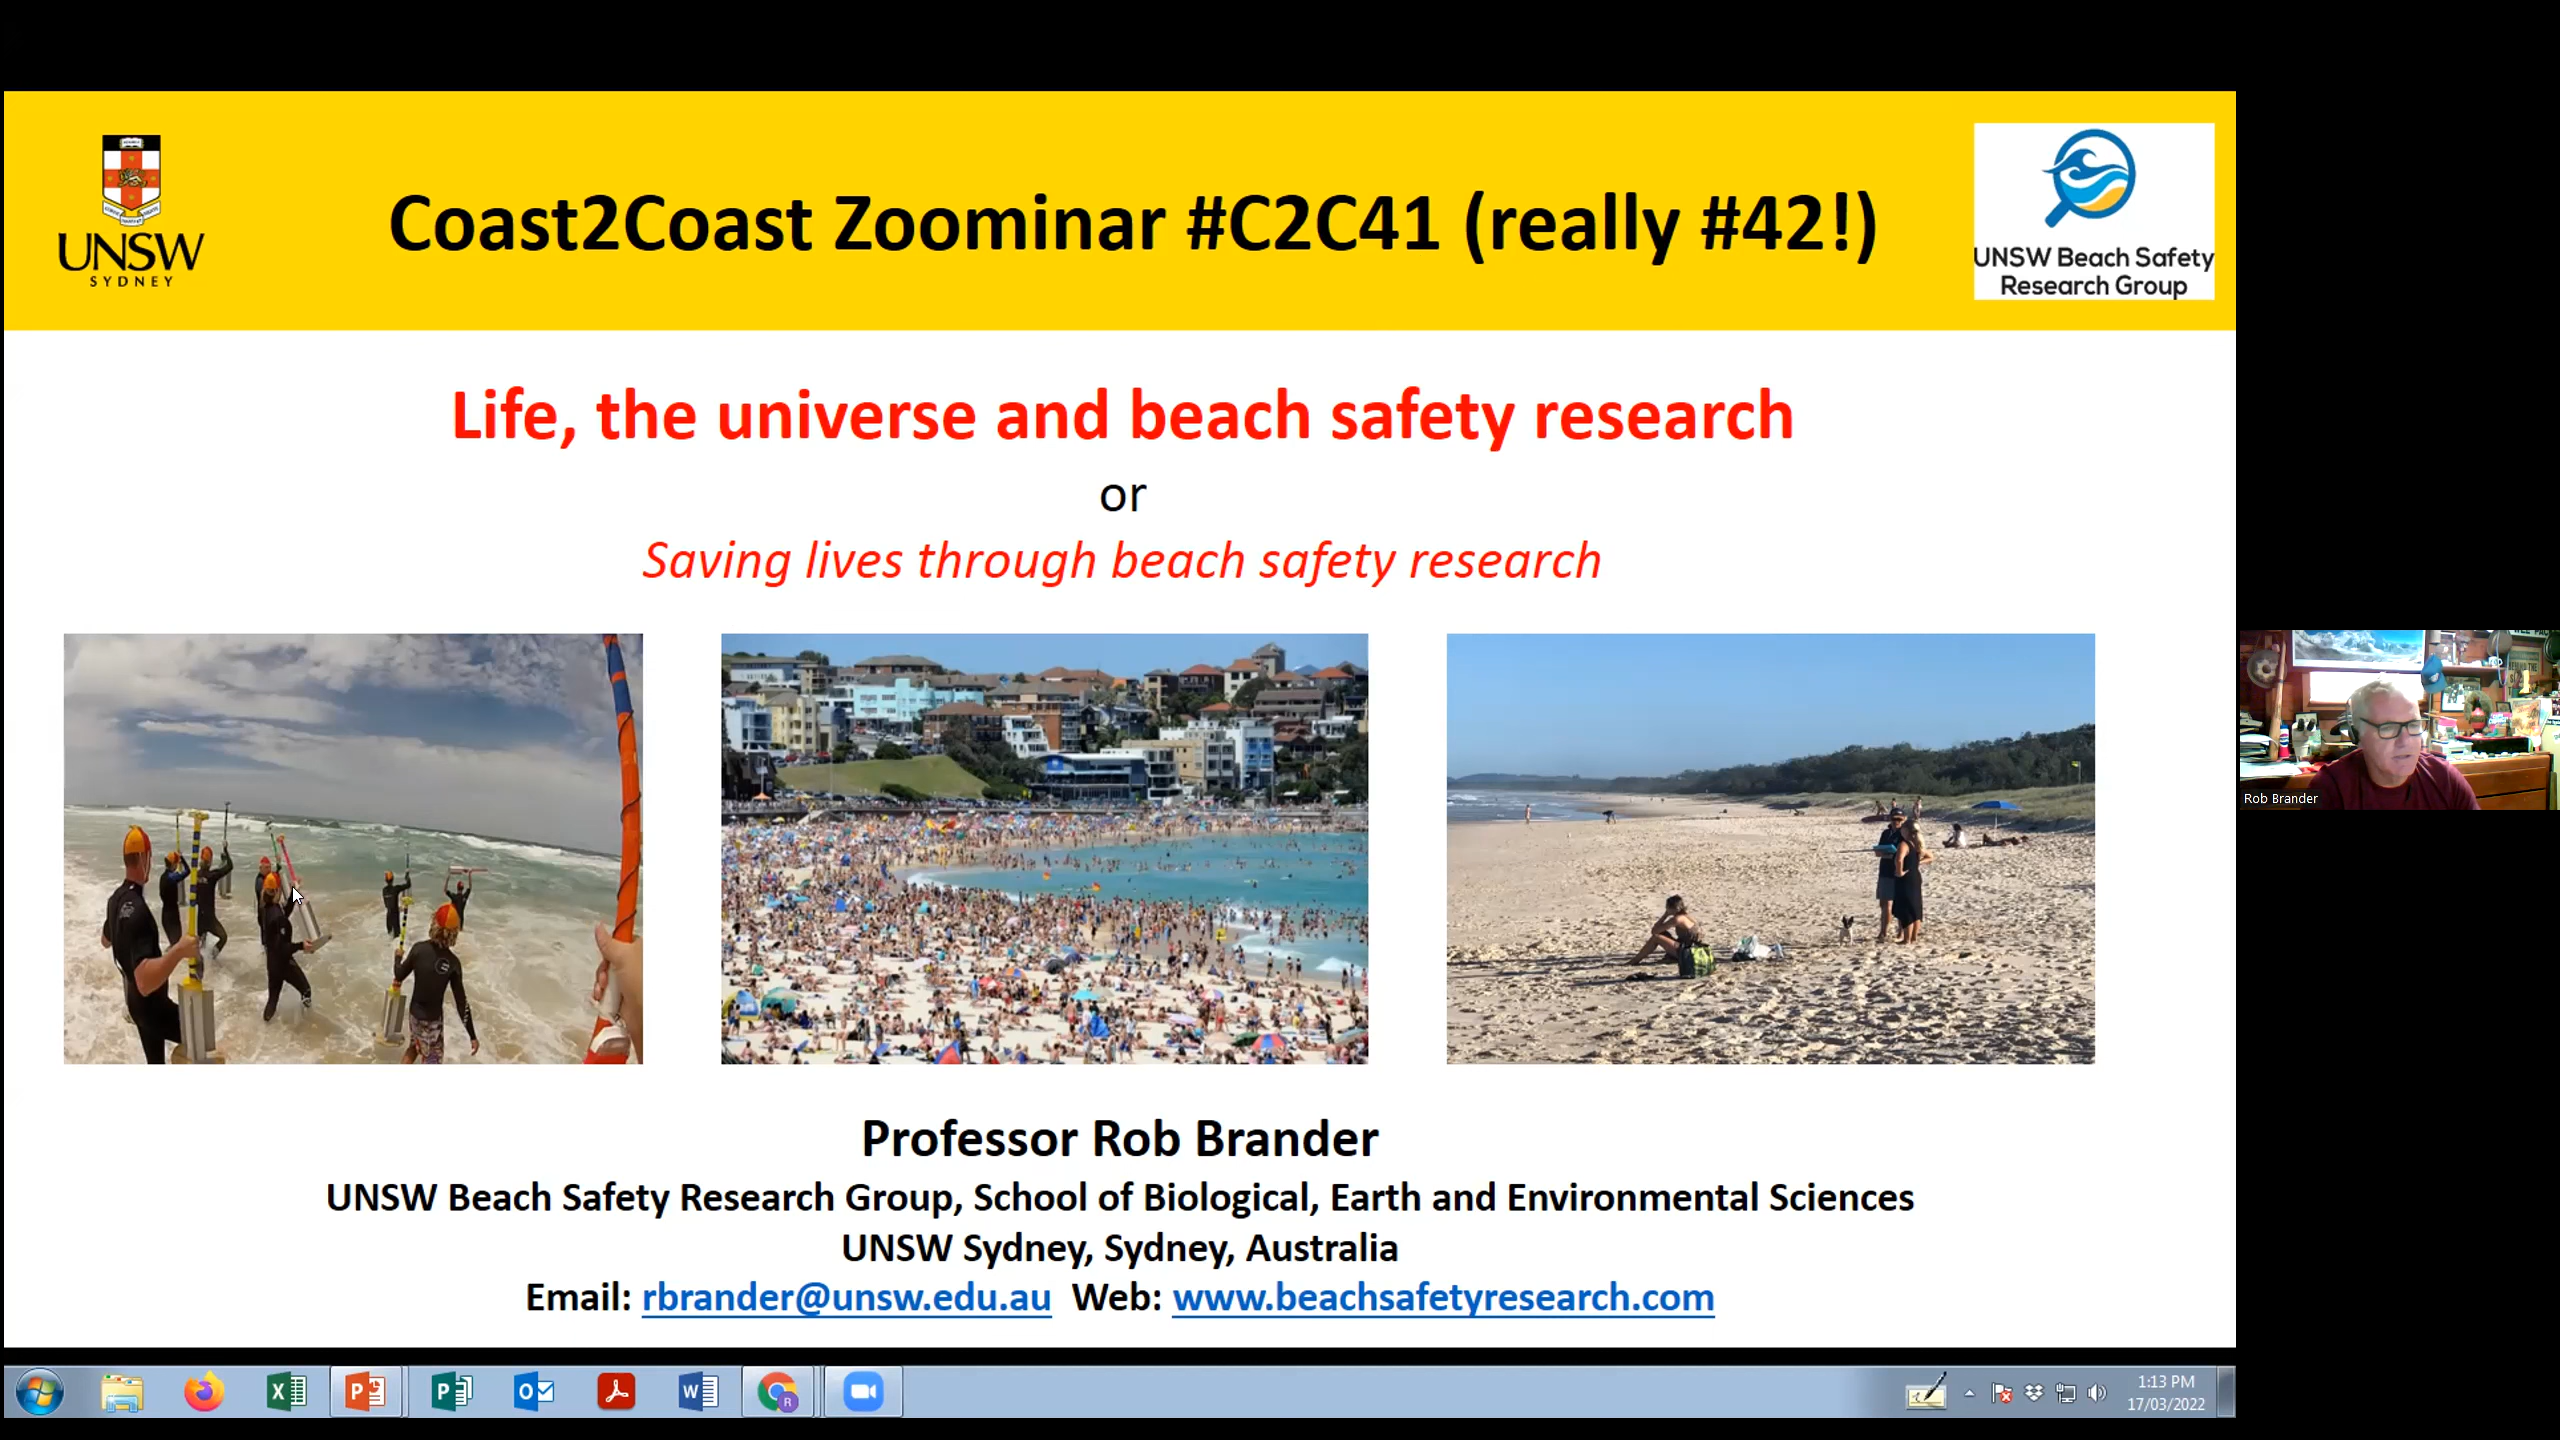 UNSW
SYDNEY
Coast2Coast Zoominar #C2C41 (really #42!)
UNSW Beach Safety
Research Group
Life, the universe and beach safety research
or
Saving lives through beach safety research
Rob Brander
Professor Rob Brander
UNSW Beach Safety Research Group, School of Biological, Earth and Environmental Sciences
UNSW Sydney, Sydney, Australia
Email: rbrander@unsw.edu.au Web: www.beachsafetyresearch.com
1:13 PM
17/03/2022